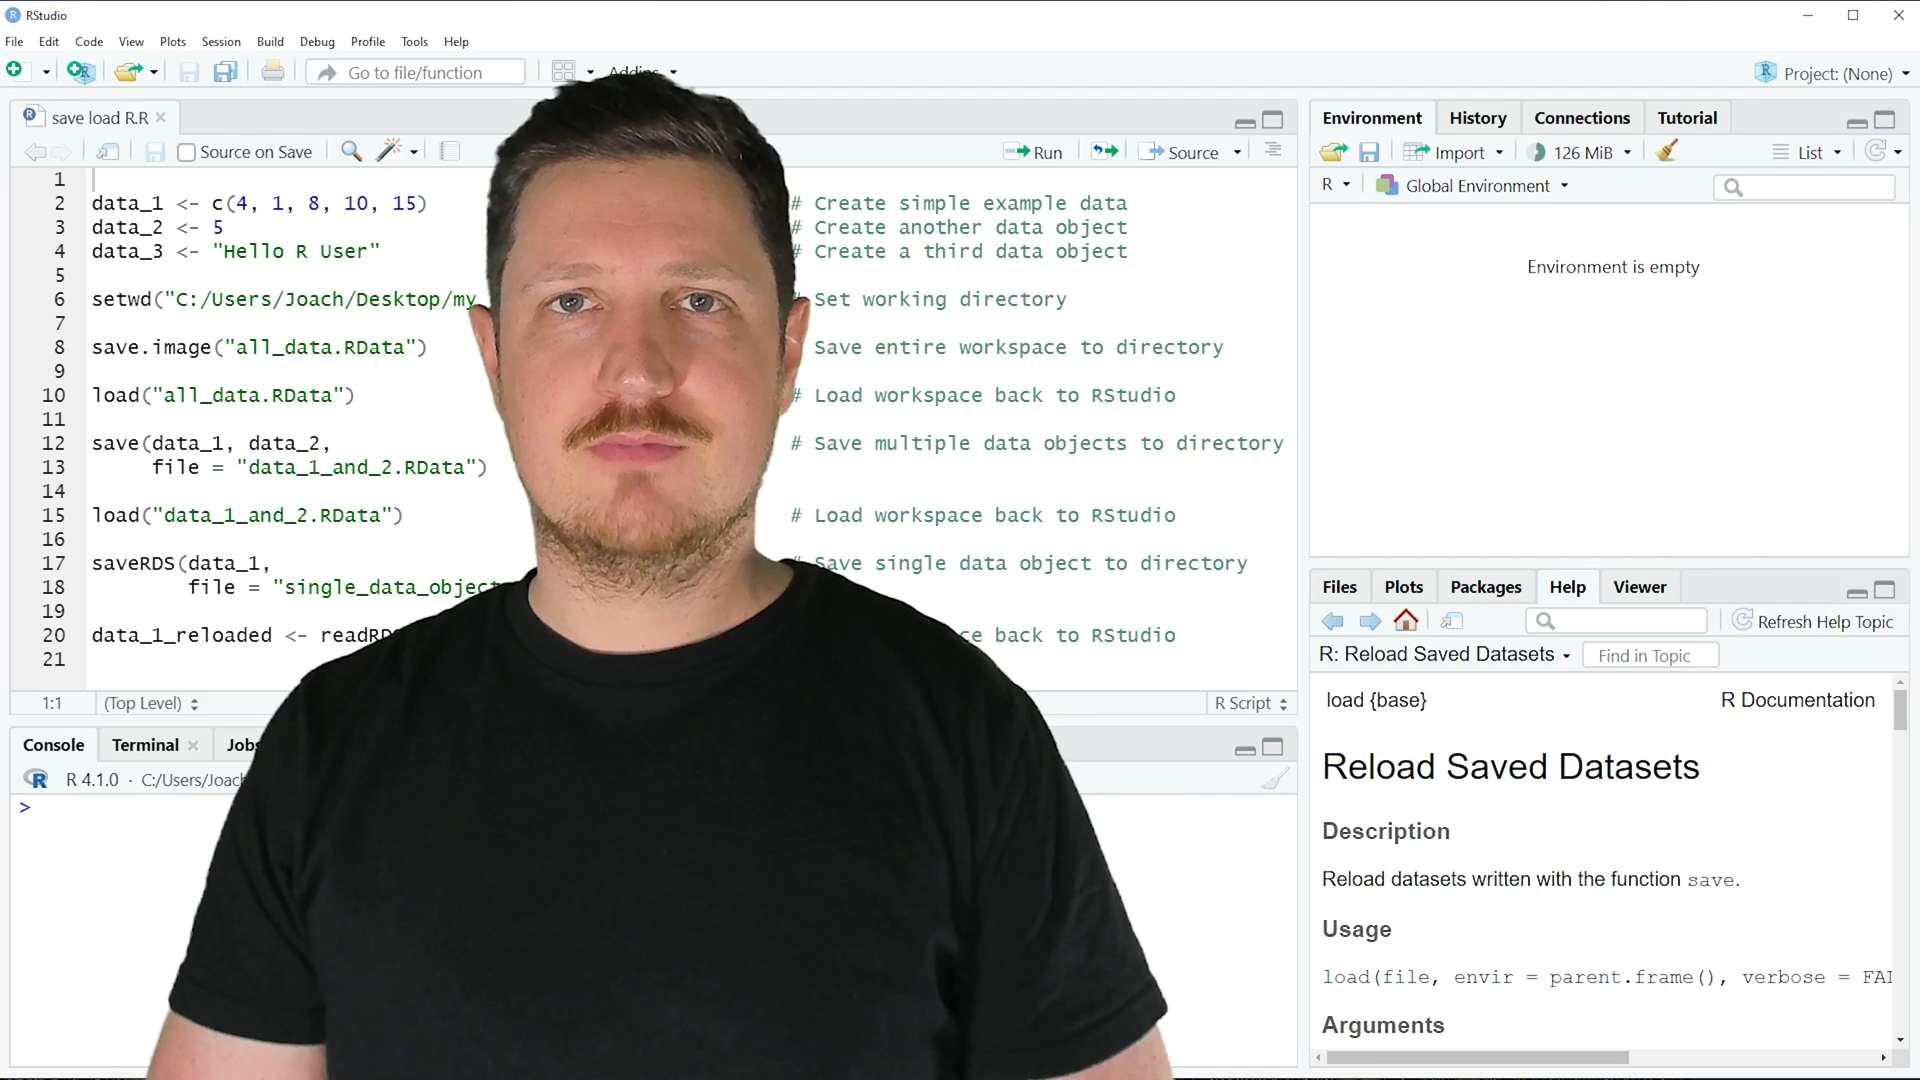 RStudio
File Edit Code View Plots Session Build Debug Profile Tools Help
Go to file/function
Addins
Project: (None)
save load R.R
Source on Save
Run
Source
1
2 data_1 <- c(4, 1, 8, 10, 15) # Create simple example data
3 data_2 <- 5 # Create another data object
4 data_3 <- "Hello R User" # Create a third data object
5
6 setwd("C:/Users/Joach/Desktop/my Set working directory
7
8 save.image("all_data.RData") Save entire workspace to directory
9
10 load("all_data.RData") # Load workspace back to RStudio
11
12 save(data_1, data_2, # Save multiple data objects to directory
13 file = "data_1_and_2.RData")
14
15 load("data_1_and_2.RData") # Load workspace back to RStudio
16
17 saveRDS(data_1, # Save single data object to directory
18 file = "single_data_object
19
20 data_1_reloaded <- readRD ce back to RStudio
21
1:1 (Top Level) R Script
Console Terminal Jobs
R 4.1.0 · C:/Users/Joach
>
Environment History Connections Tutorial
Import 126 MiB List
R Global Environment
Environment is empty
Files Plots Packages Help Viewer
Refresh Help Topic
R: Reload Saved Datasets Find in Topic
load {base} R Documentation
Reload Saved Datasets
Description
Reload datasets written with the function save.
Usage
load(file, envir = parent.frame(), verbose = FAL
Arguments